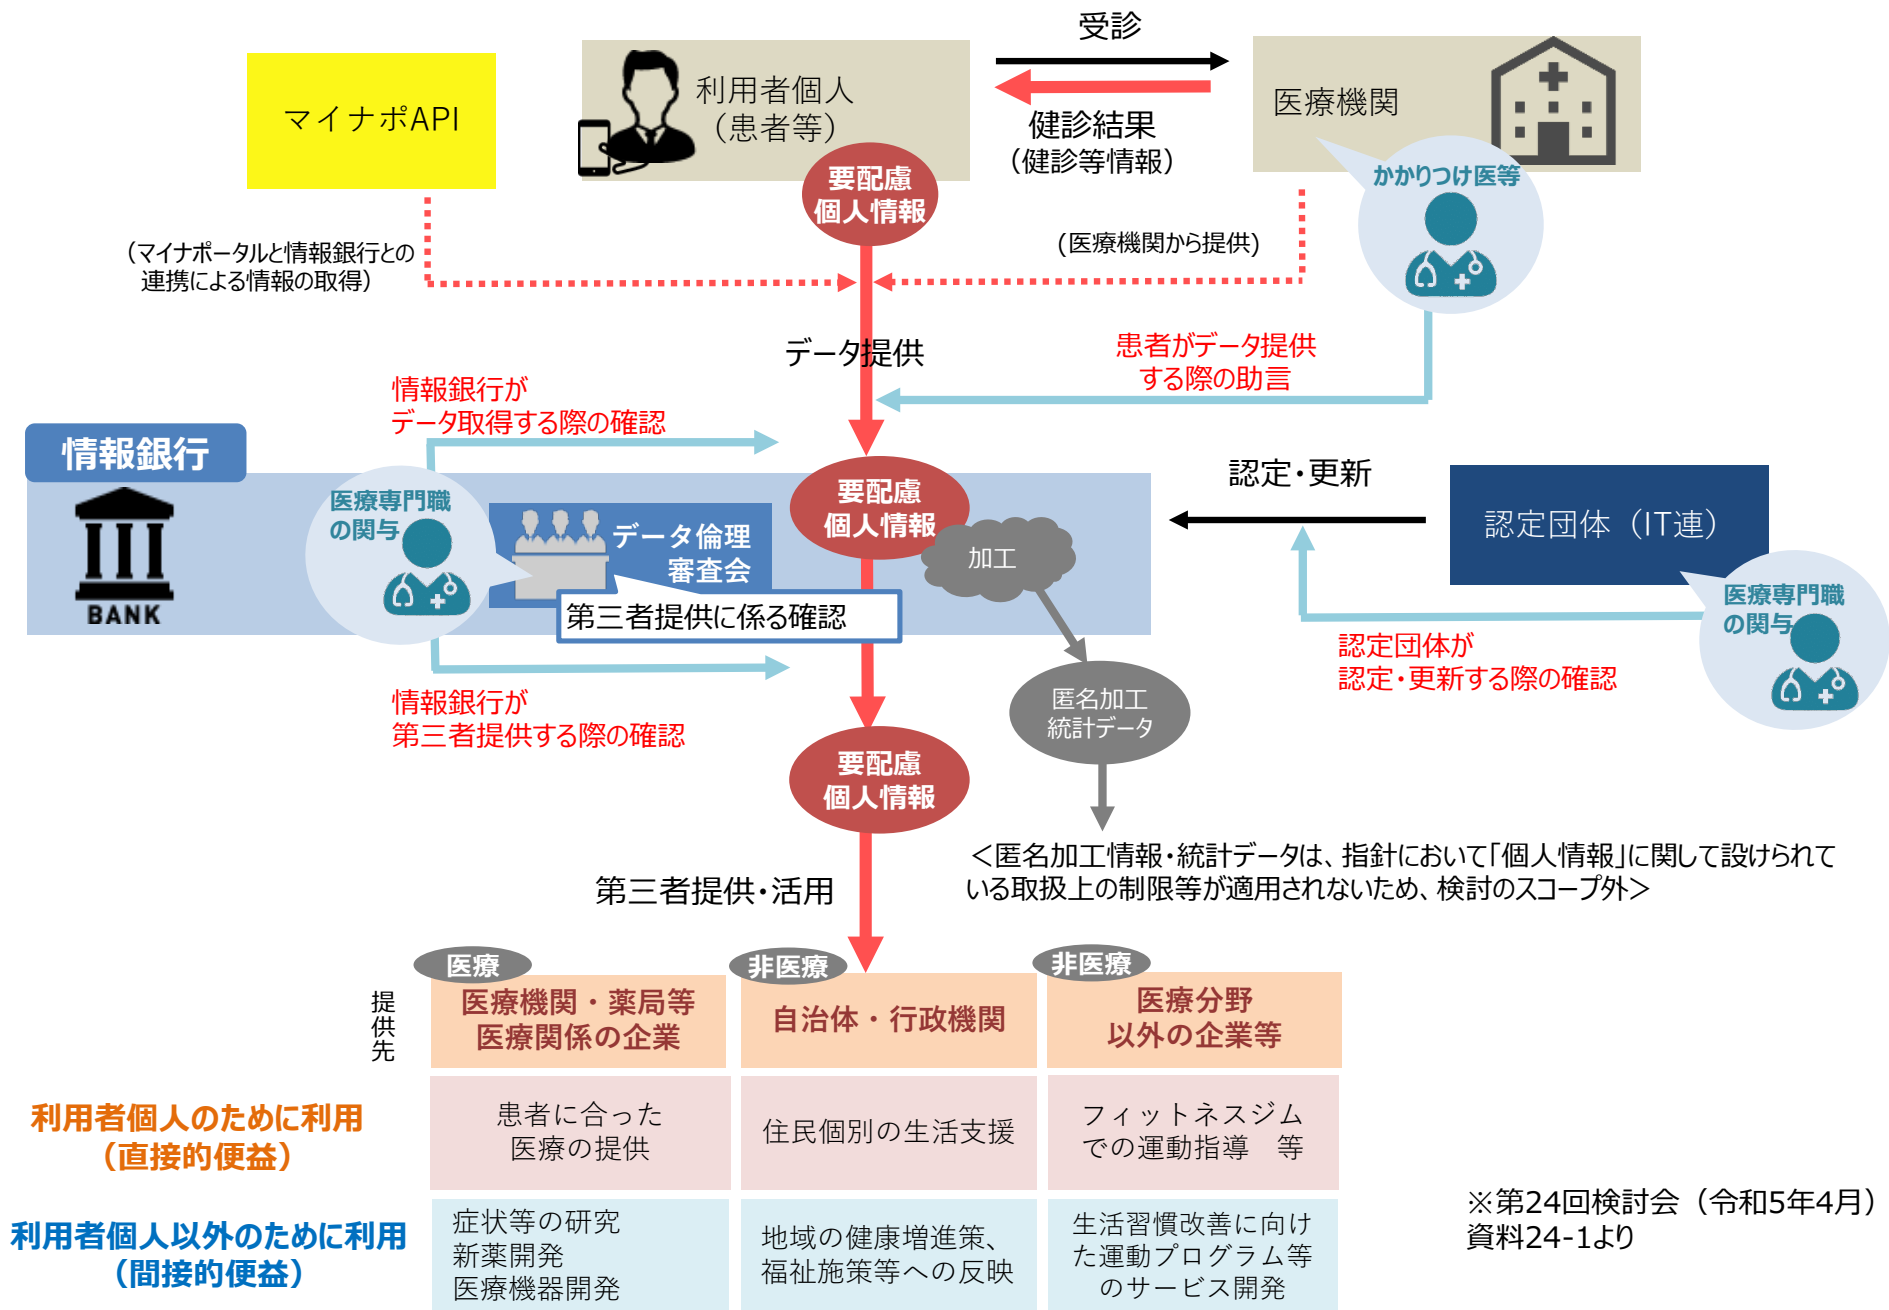 受診
マイナポAPI
利用者個人
（患者等）
医療機関
健診結果
（健診等情報）
要配慮
個人情報
かかりつけ医等
（マイナポータルと情報銀行との
連携による情報の取得）
(医療機関から提供)
データ提供
患者がデータ提供
する際の助言
情報銀行が
データ取得する際の確認
情報銀行
認定・更新
医療専門職
の関与
データ倫理
審査会
要配慮
個人情報
加工
認定団体（IT連）
BANK
第三者提供に係る確認
医療専門職
の関与
認定団体が
認定・更新する際の確認
情報銀行が
第三者提供する際の確認
匿名加工
統計データ
要配慮
個人情報
＜匿名加工情報・統計データは、指針において「個人情報」に関して設けられて
いる取扱上の制限等が適用されないため、検討のスコープ外＞
第三者提供・活用
医療
非医療
非医療
提供先
医療機関・薬局等
医療関係の企業
自治体・行政機関
医療分野
以外の企業等
利用者個人のために利用
（直接的便益）
患者に合った
医療の提供
住民個別の生活支援
フィットネスジム
での運動指導　等
利用者個人以外のために利用
（間接的便益）
症状等の研究
新薬開発
医療機器開発
地域の健康増進策、
福祉施策等への反映
生活習慣改善に向け
た運動プログラム等
のサービス開発
※第24回検討会（令和5年4月）
資料24-1より